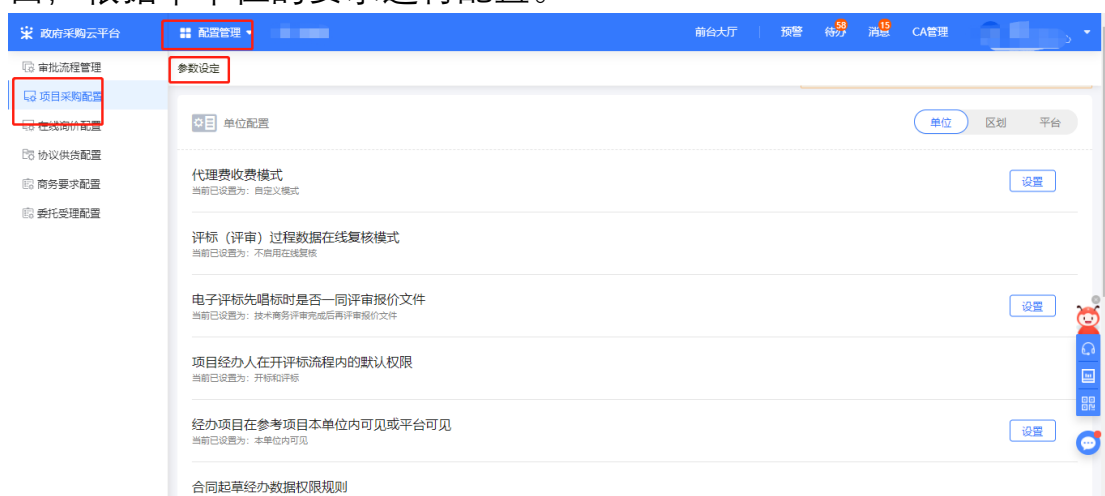 政府采购云平台 配置管理 前台大厅 预警 待办 58 消息 15 CA管理
审批流程管理
项目采购配置
在线询价配置
协议供货配置
商务要求配置
委托受理配置
参数设定
单位配置 单位 区划 平台
代理费收费模式
当前已设置为：自定义模式
设置
评标（评审）过程数据在线复核模式
当前已设置为：不启用在线复核
电子评标先唱标时是否一同评审报价文件
当前已设置为：技术商务评审完成后再评审报价文件
设置
项目经办人在开评标流程内的默认权限
当前已设置为：开标和评标
经办项目在参考项目本单位内可见或平台可见
当前已设置为：本单位内可见
设置
合同起草经办数据权限规则